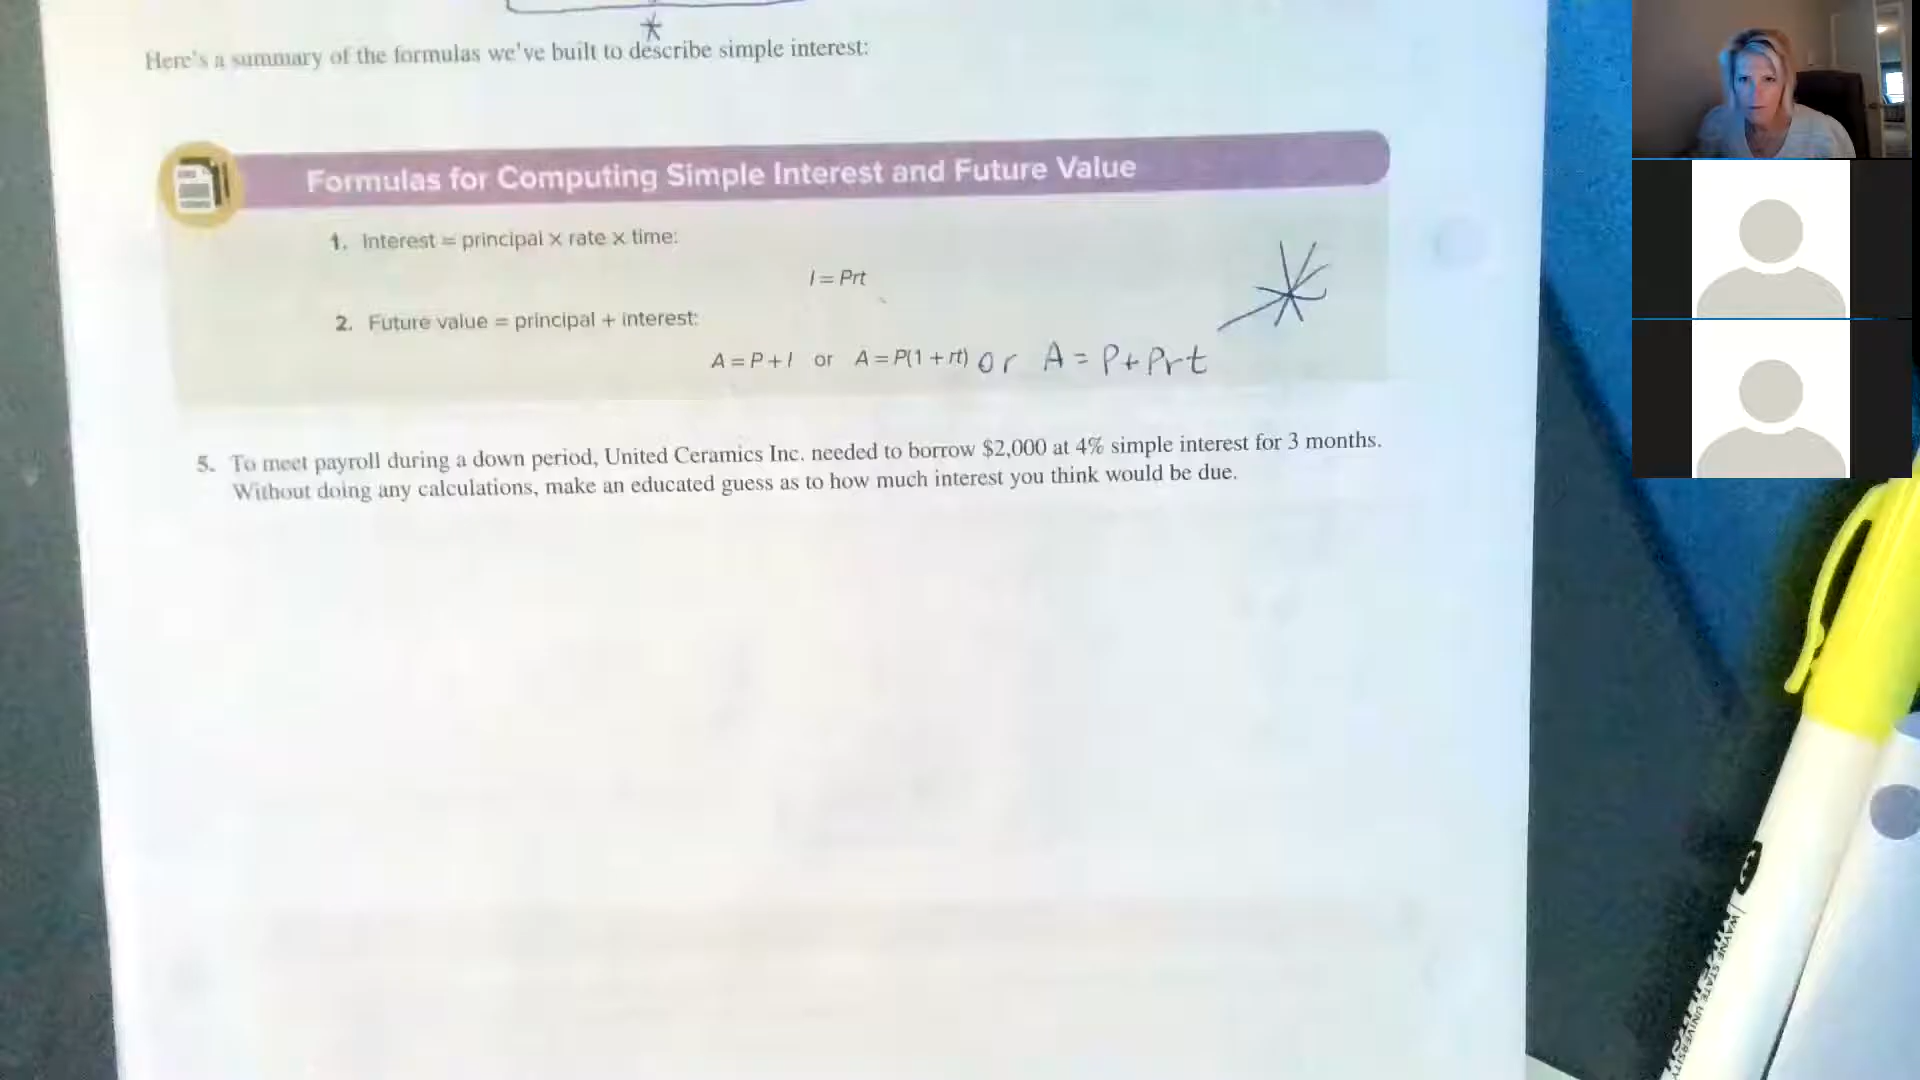 Here's a summary of the formulas we've built to describe simple interest:
Formulas for Computing Simple Interest and Future Value
1. Interest = principal × rate × time:
I = Prt
2. Future value = principal + interest:
A = P + I or A = P(1 + rt) or A = P + Prt
5. To meet payroll during a down period, United Ceramics Inc. needed to borrow $2,000 at 4% simple interest for 3 months.
Without doing any calculations, make an educated guess as to how much interest you think would be due.
WAYNE STATE UNIVERSITY